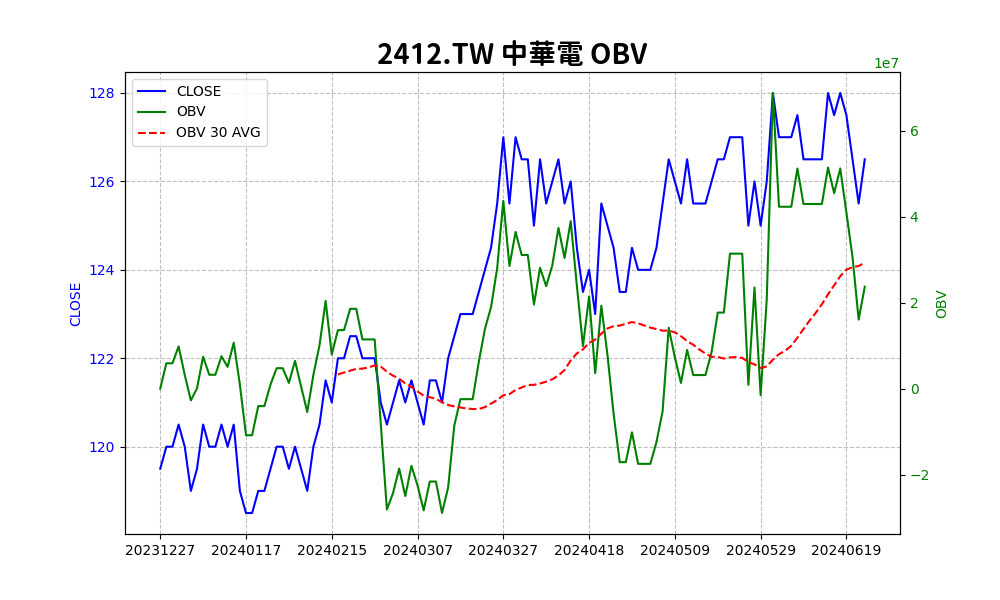 2412.TW 中華電 OBV
1e7
CLOSE
OBV
OBV 30 AVG
128
126
124
122
120
CLOSE
6
4
2
0
−2
OBV
20231227 20240117 20240215 20240307 20240327 20240418 20240509 20240529 20240619